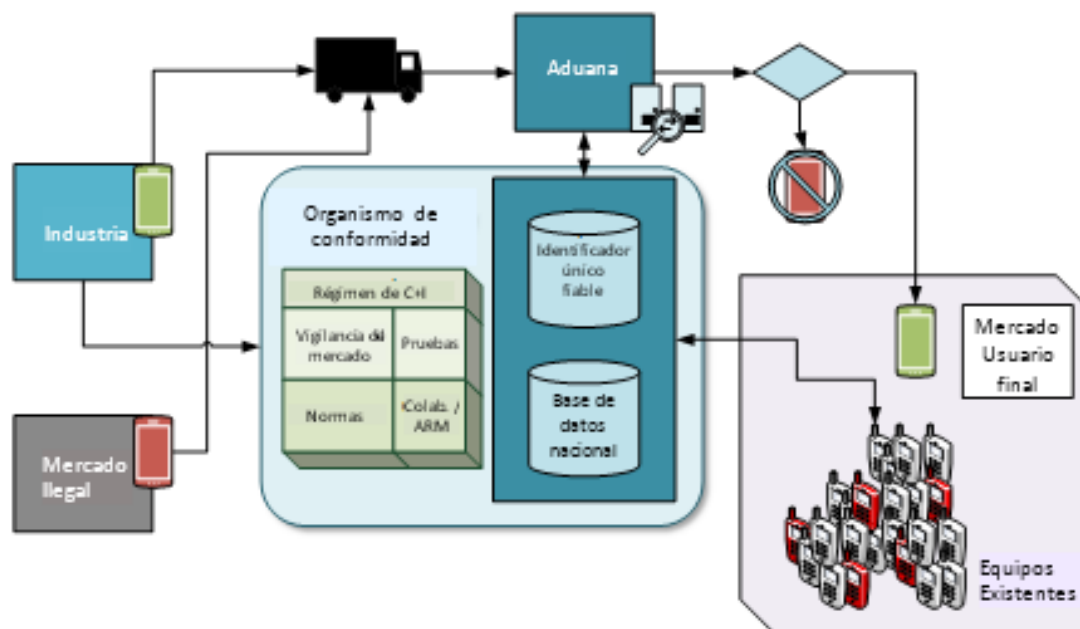 Aduana
Industria
Organismo de
conformidad
Régimen de C+I
Vigilancia del
mercado
Pruebas
Normas
Colab. /
ARM
Identificador
único
fiable
Base de
datos
nacional
Mercado
Usuario
final
Mercado
Ilegal
Equipos
Existentes